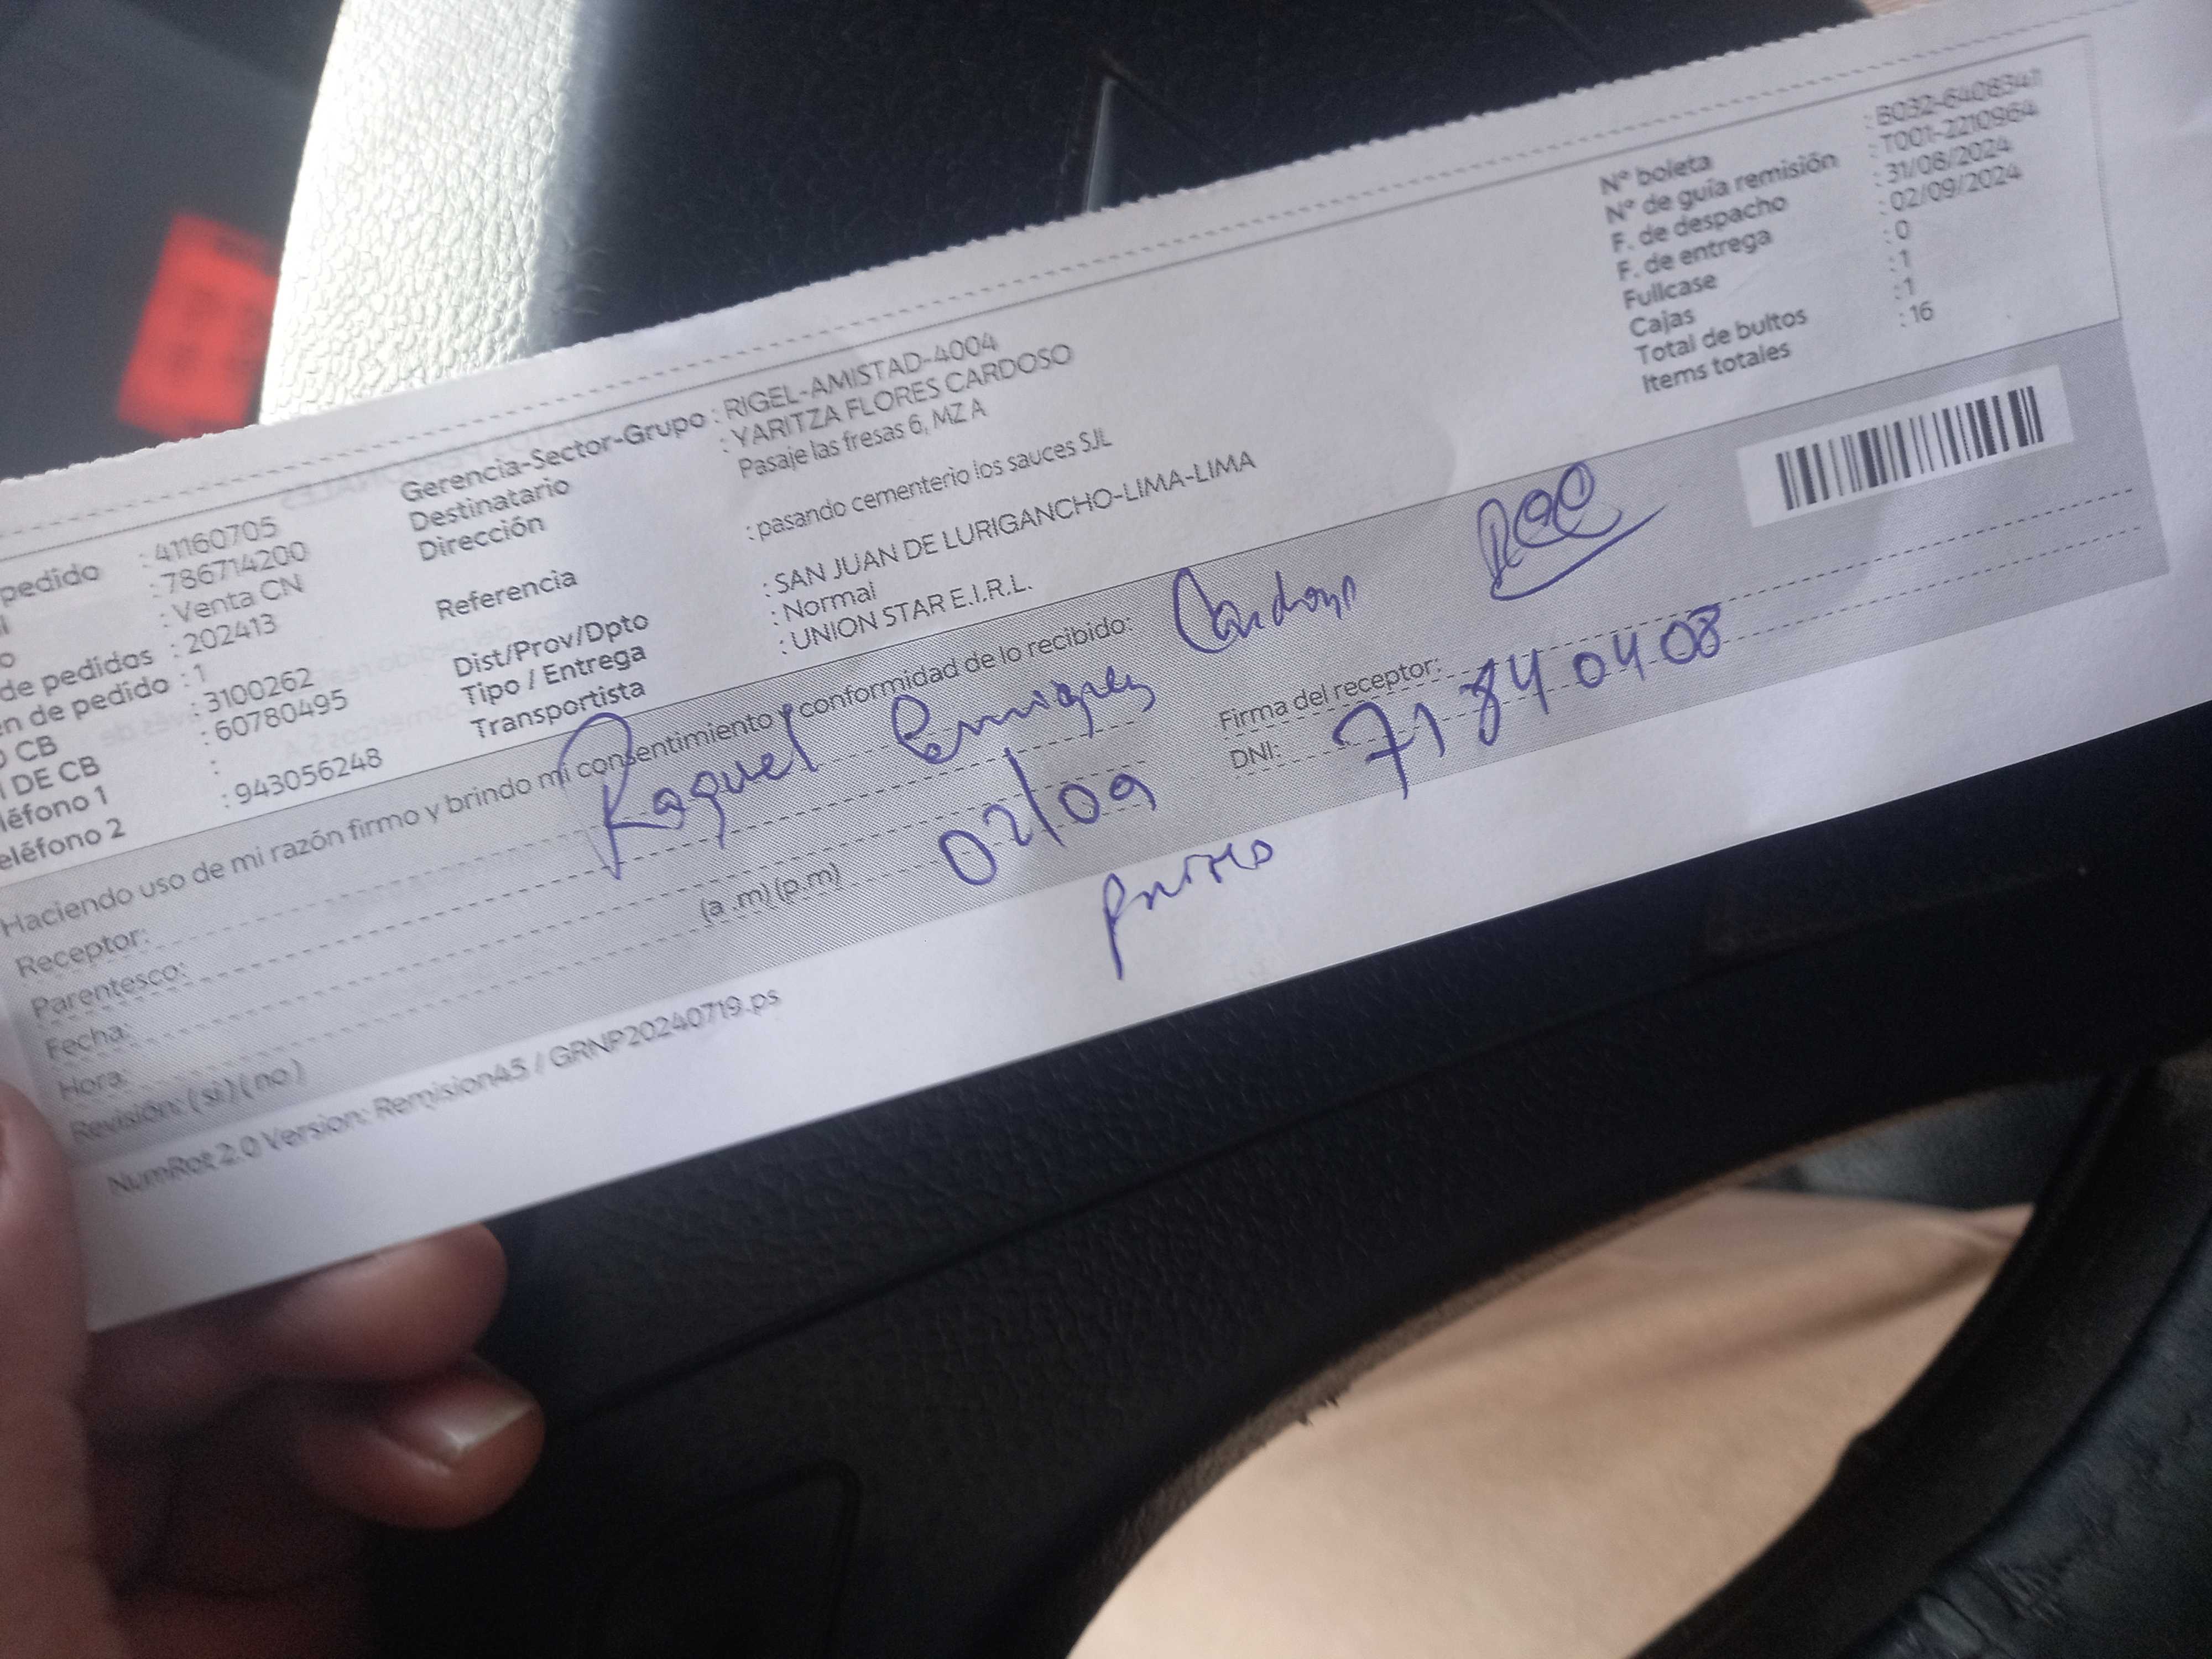 pedido : 41160705
: 786714200
: Venta CN
de pedidos : 202413
en de pedido : 1
CB : 3100262
DE CB : 60780495
léfono 1 :
eléfono 2 : 943056248
Gerencia-Sector-Grupo : RIGEL-AMISTAD-4004
Destinatario : YARITZA FLORES CARDOSO
Dirección Pasaje las fresas 6, MZ A
Referencia : pasando cementerio los sauces SJL
Dist/Prov/Dpto : SAN JUAN DE LURIGANCHO-LIMA-LIMA
Tipo / Entrega : Normal
Transportista : UNION STAR E.I.R.L.
N° boleta : B032-6408347
N° de guía remisión : T001-2210964
F. de despacho : 31/08/2024
F. de entrega : 02/09/2024
Fullcase : 0
Cajas : 1
Total de bultos : 1
Items totales : 16
Haciendo uso de mi razón firmo y brindo mi consentimiento y conformidad de lo recibido:
Receptor: Raquel
Parentesco:
Fecha: 02/09
Hora: (a.m) (p.m)
Revisión: (si) (no)
Firma del receptor:
DNI: 71840408
NumRot 2.0 Version: Remision45 / GRNP20240719.ps